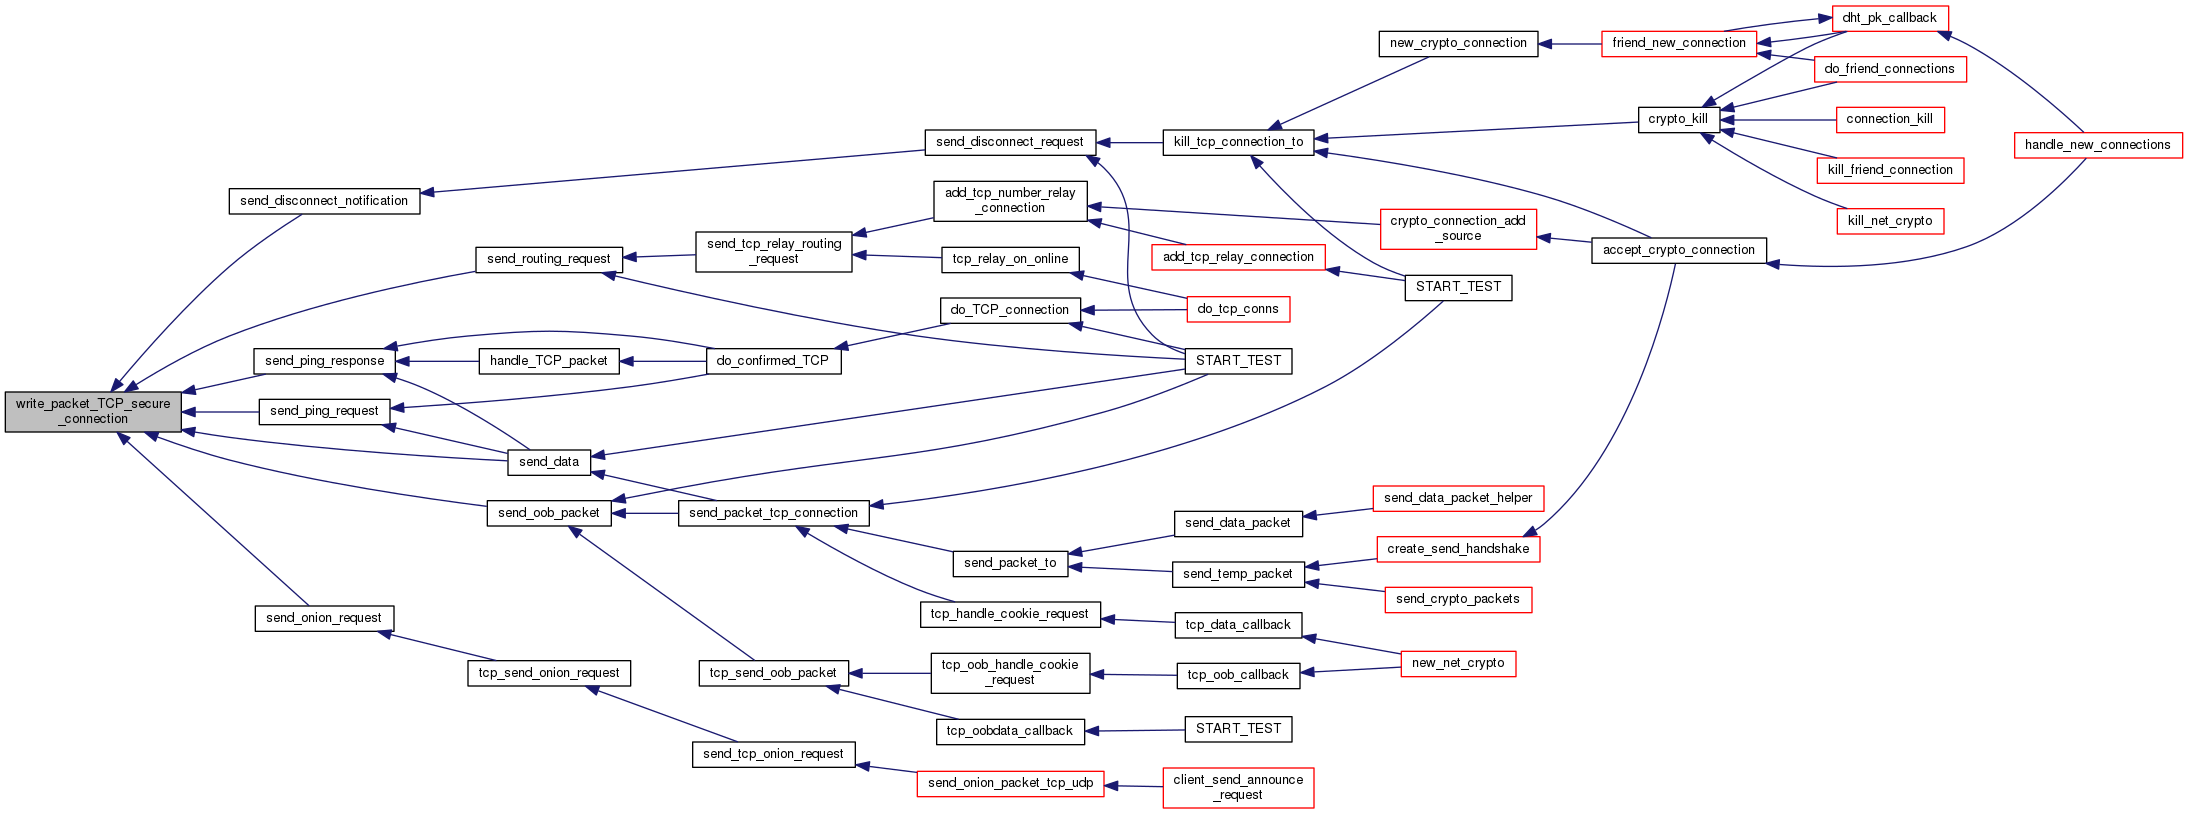 dht_pk_callback
new_crypto_connection
friend_new_connection
do_friend_connections
crypto_kill
connection_kill
send_disconnect_request
kill_tcp_connection_to
handle_new_connections
kill_friend_connection
send_disconnect_notification
add_tcp_number_relay
_connection
crypto_connection_add
_source
kill_net_crypto
send_routing_request
send_tcp_relay_routing
_request
tcp_relay_on_online
add_tcp_relay_connection
accept_crypto_connection
START_TEST
do_TCP_connection
do_tcp_conns
send_ping_response
handle_TCP_packet
do_confirmed_TCP
START_TEST
write_packet_TCP_secure
_connection
send_ping_request
send_data
send_oob_packet
send_packet_tcp_connection
send_data_packet
send_data_packet_helper
send_packet_to
send_temp_packet
create_send_handshake
send_crypto_packets
send_onion_request
tcp_handle_cookie_request
tcp_data_callback
tcp_send_onion_request
tcp_send_oob_packet
tcp_oob_handle_cookie
_request
tcp_oob_callback
new_net_crypto
tcp_oobdata_callback
START_TEST
send_tcp_onion_request
send_onion_packet_tcp_udp
client_send_announce
_request